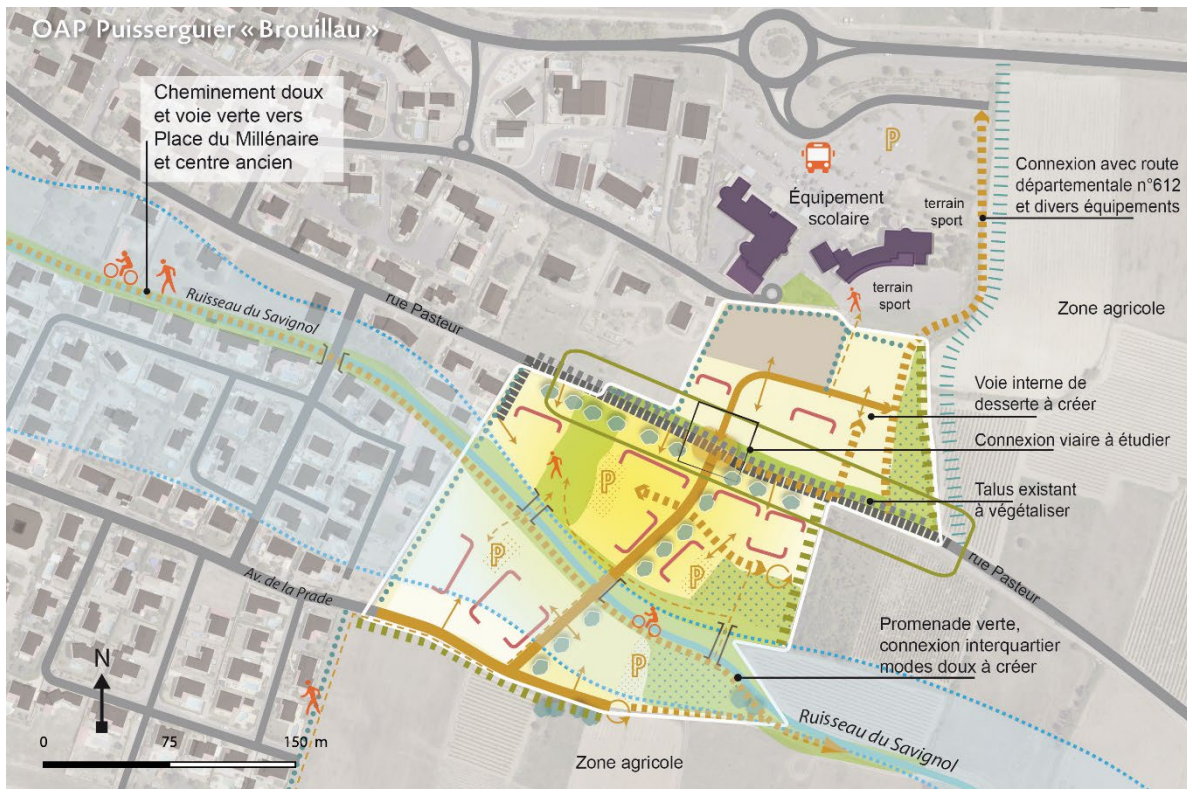 OAP Puisserguier « Brouillau »
Cheminement doux
et voie verte vers
Place du Millénaire
et centre ancien
P
Connexion avec route
départementale n°612
et divers équipements
Équipement
scolaire
terrain
sport
terrain
sport
Ruisseau du Savignol
rue Pasteur
Zone agricole
Voie interne de
desserte à créer
Connexion viaire à étudier
Talus existant
à végétaliser
P
P
P
rue Pasteur
Av. de la Prade
Promenade verte,
connexion interquartier
modes doux à créer
P
N
0 75 150 m
Ruisseau du Savignol
Zone agricole